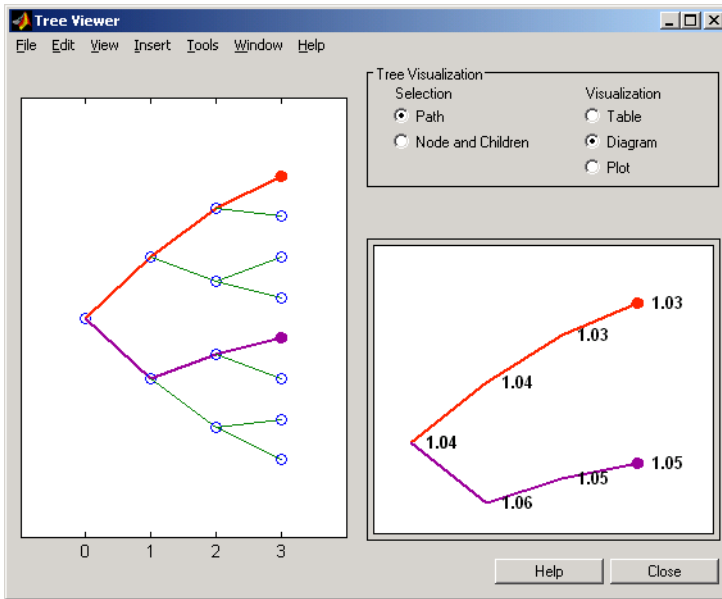 Tree Viewer
File Edit View Insert Tools Window Help
Tree Visualization
Selection Visualization
Path Table
Node and Children Diagram
Plot
1.03
1.03
1.04
1.04
1.05
1.05
1.06
0 1 2 3
Help Close